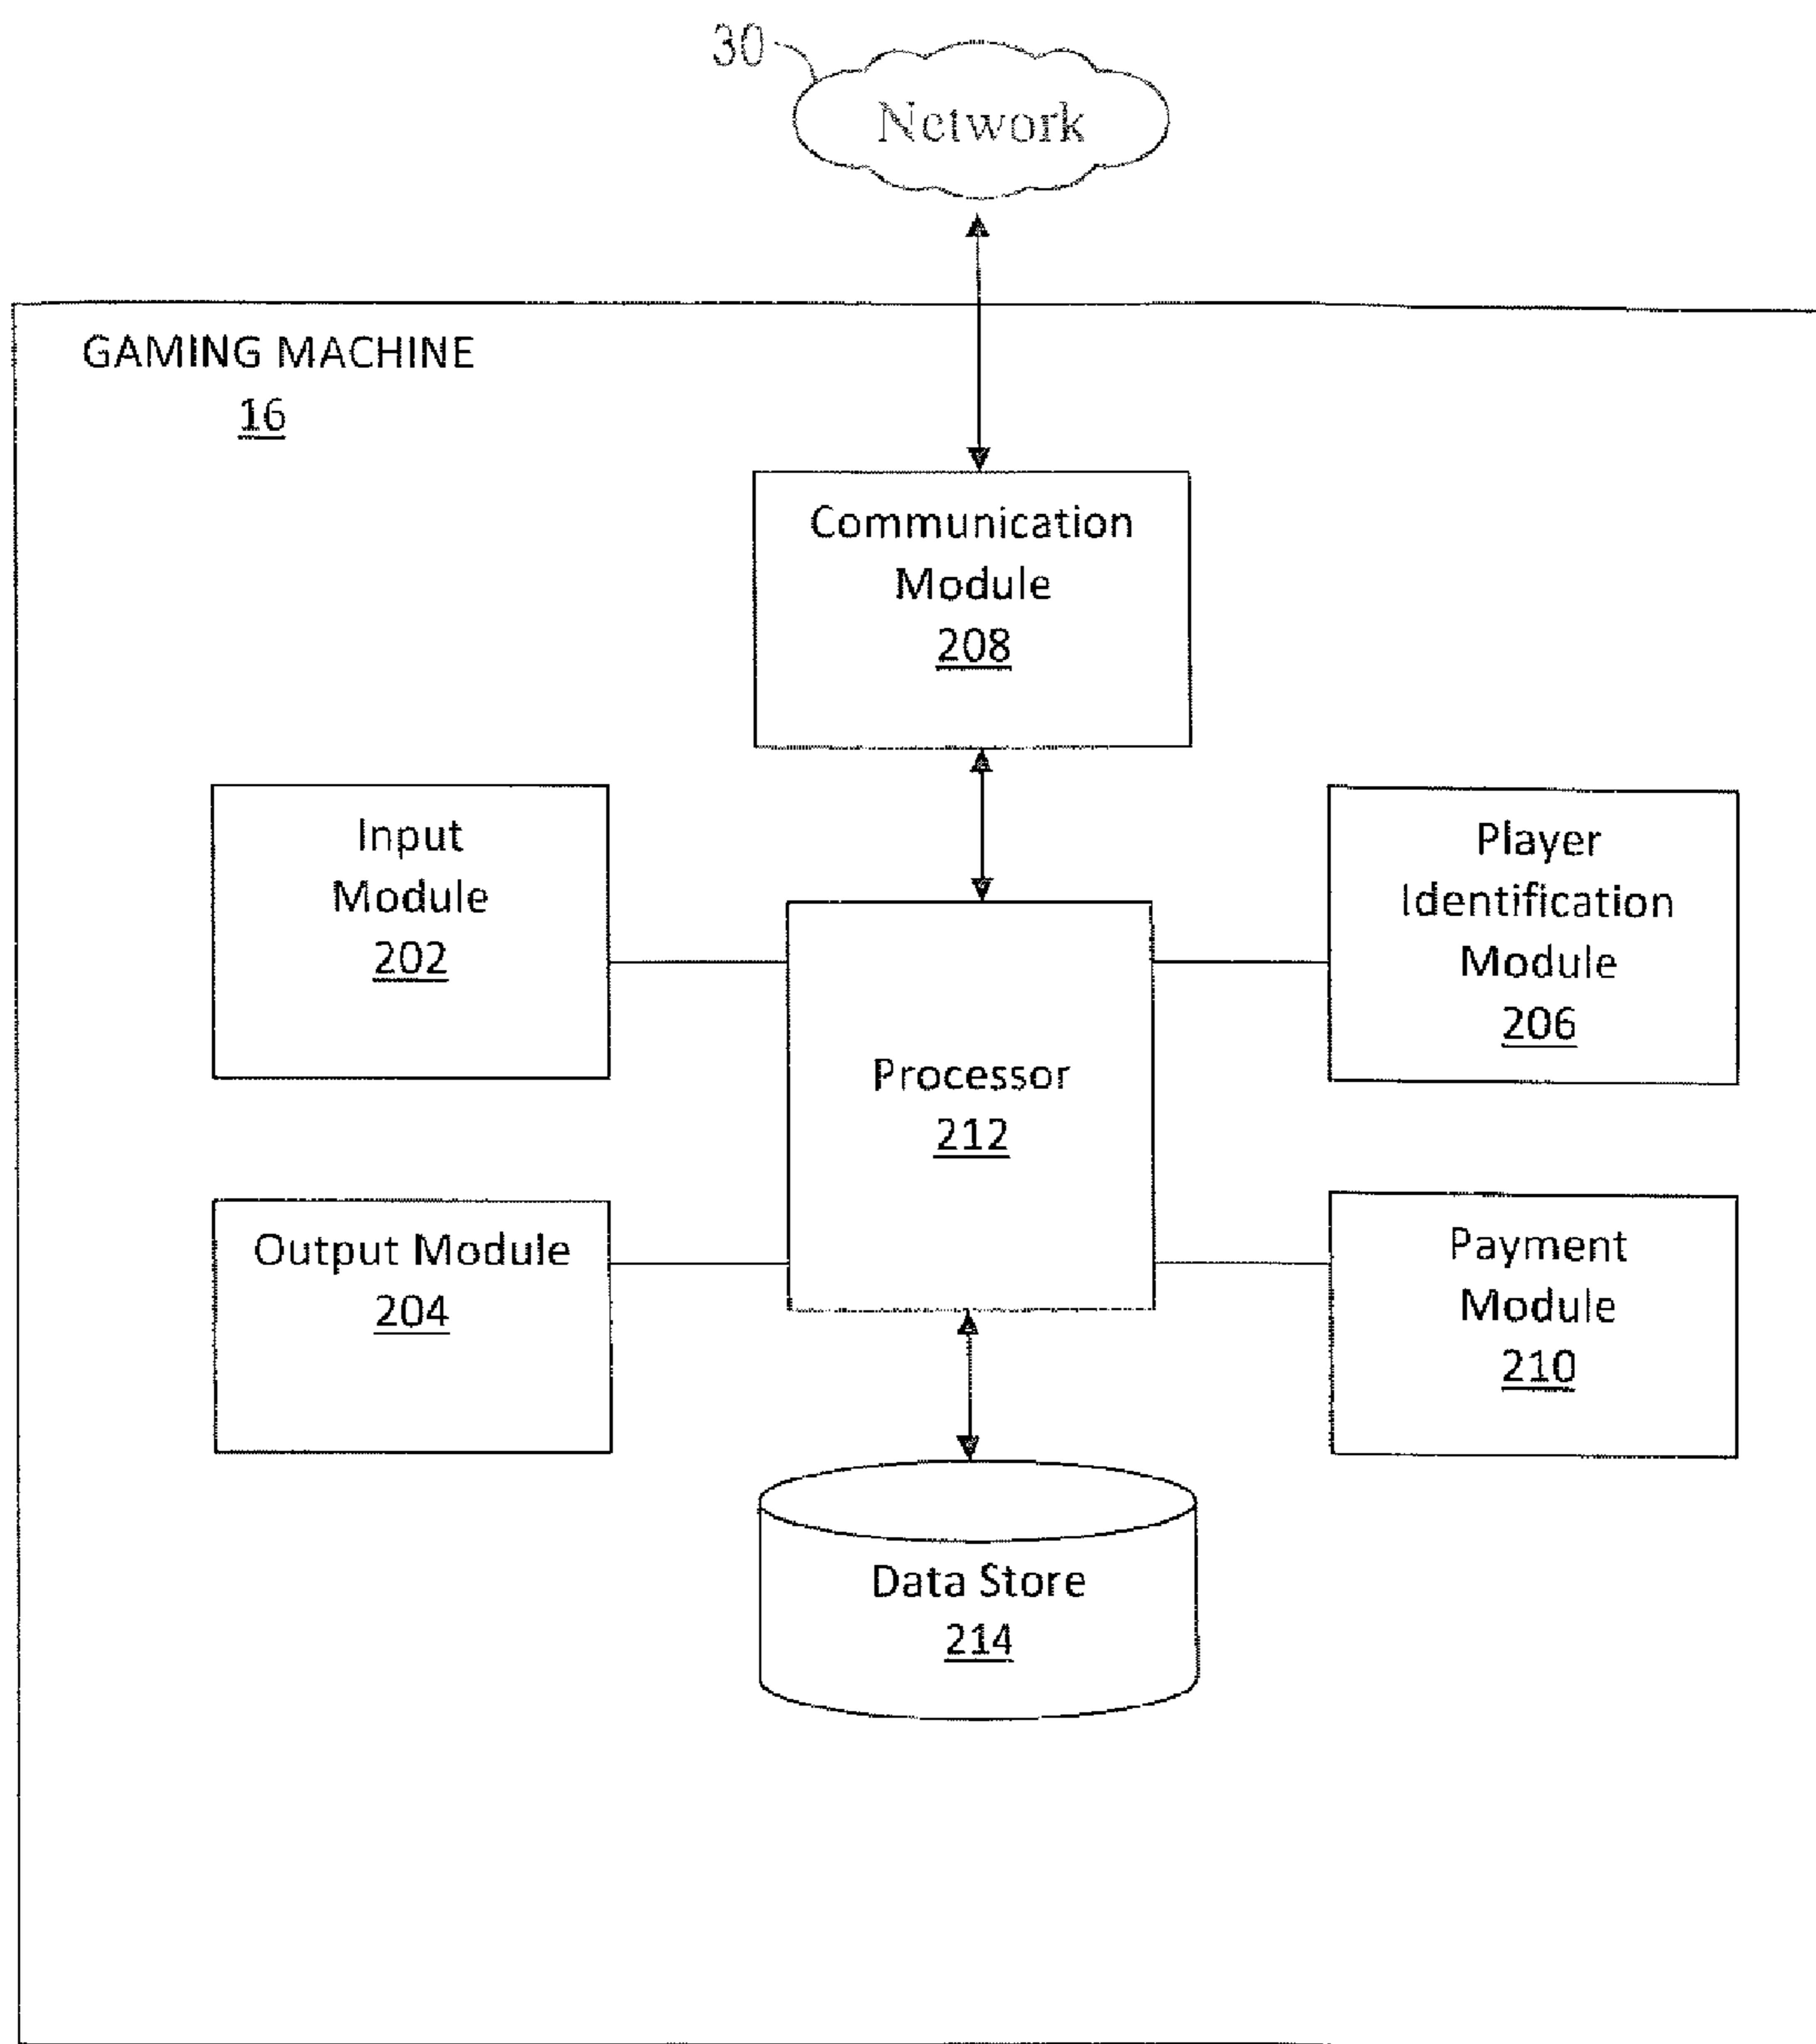 30
Network
GAMING MACHINE
16
Communication
Module
208
Input
Module
202
Player
Identification
Module
206
Processor
212
Output Module
204
Payment
Module
210
Data Store
214